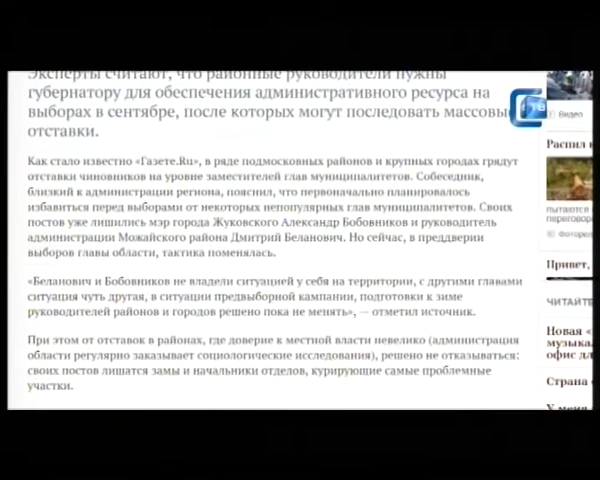 Эксперты считают, что районные руководители нужны
губернатору для обеспечения административного ресурса на
выборах в сентябре, после которых могут последовать массовые
отставки.
Как стало известно «Газете.Ru», в ряде подмосковных районов и крупных городах грядут
отставки чиновников на уровне заместителей глав муниципалитетов. Собеседник,
близкий к администрации региона, пояснил, что первоначально планировалось
избавиться перед выборами от некоторых непопулярных глав муниципалитетов. Своих
постов уже лишились мэр города Жуковского Александр Бобовников и руководитель
администрации Можайского района Дмитрий Беланович. Но сейчас, в преддверии
выборов главы области, тактика поменялась.
«Беланович и Бобовников не владели ситуацией у себя на территории, с другими главами
ситуация чуть другая, в ситуации предвыборной кампании, подготовки к зиме
руководителей районов и городов решено пока не менять», — отметил источник.
При этом от отставок в районах, где доверие к местной власти невелико (администрация
области регулярно заказывает социологические исследования), решено не отказываться:
своих постов лишатся замы и начальники отделов, курирующие самые проблемные
участки.
Видео
Распил
пытаются
переговор
Фотореп
Привет,
ЧИТАЙТЕ
Новая «
музыка
офис дл
Страна
У меня